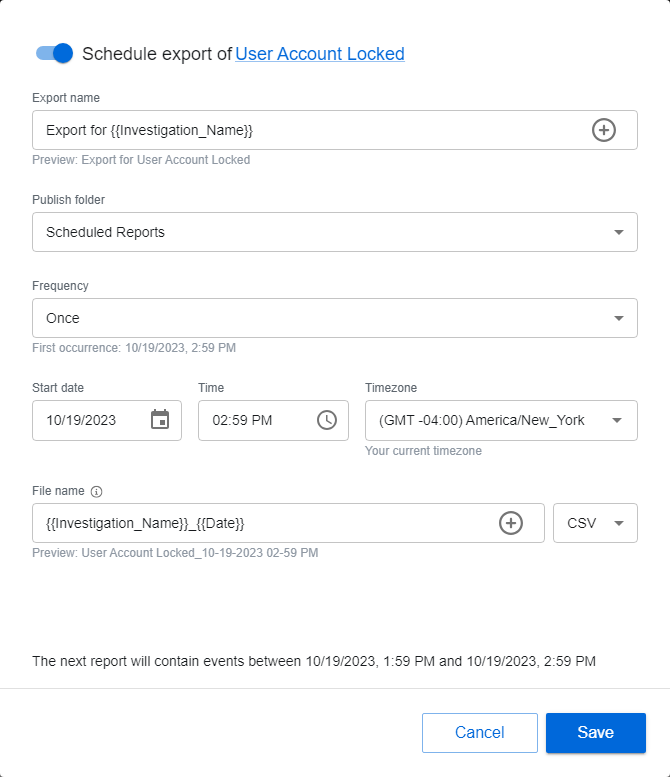 Schedule export of User Account Locked
Export name
Export for {{Investigation_Name}}
Preview: Export for User Account Locked
Publish folder
Scheduled Reports
Frequency
Once
First occurrence: 10/19/2023, 2:59 PM
Start date Time Timezone
10/19/2023 02:59 PM (GMT -04:00) America/New_York
Your current timezone
File name
{{Investigation_Name}}_{{Date}} CSV
Preview: User Account Locked_10-19-2023 02-59 PM
The next report will contain events between 10/19/2023, 1:59 PM and 10/19/2023, 2:59 PM
Cancel Save